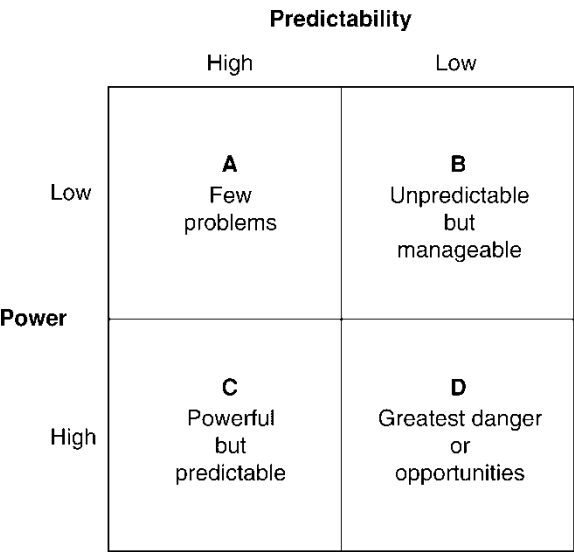 Predictability
High Low
Low
A
Few
problems
B
Unpredictable
but
manageable
Power
High
C
Powerful
but
predictable
D
Greatest danger
or
opportunities